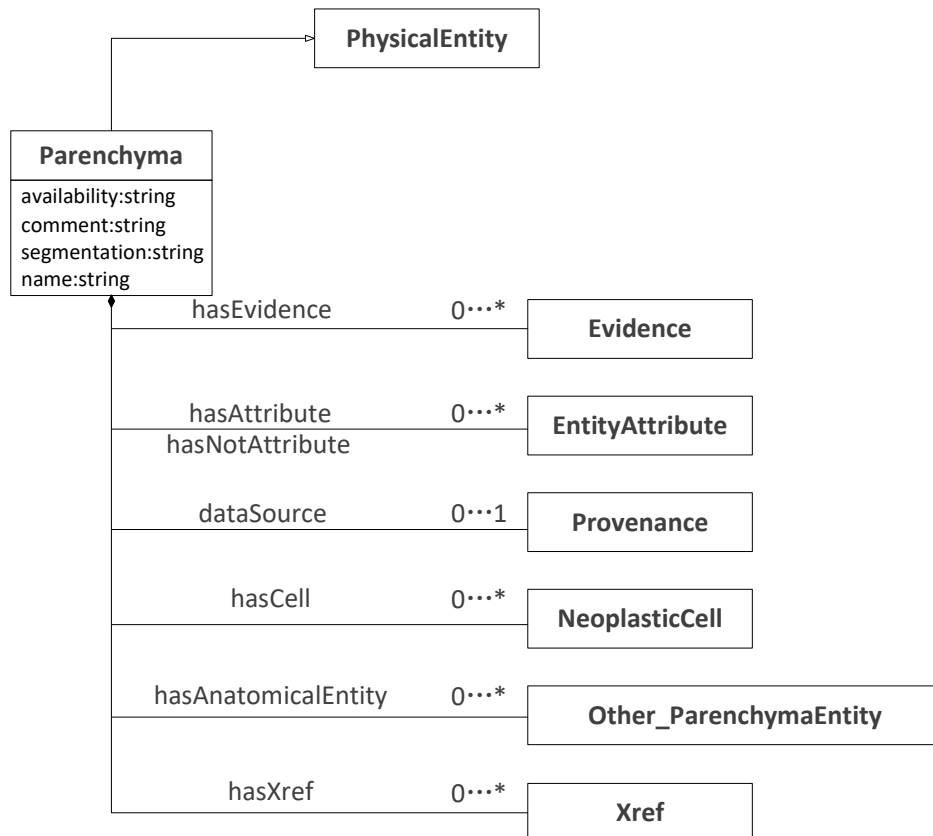 PhysicalEntity
Parenchyma
availability:string
comment:string
segmentation:string
name:string
hasEvidence 0···*
Evidence
hasAttribute 0···*
hasNotAttribute
EntityAttribute
dataSource 0···1
Provenance
hasCell 0···*
NeoplasticCell
hasAnatomicalEntity 0···*
Other_ParenchymaEntity
hasXref 0···*
Xref